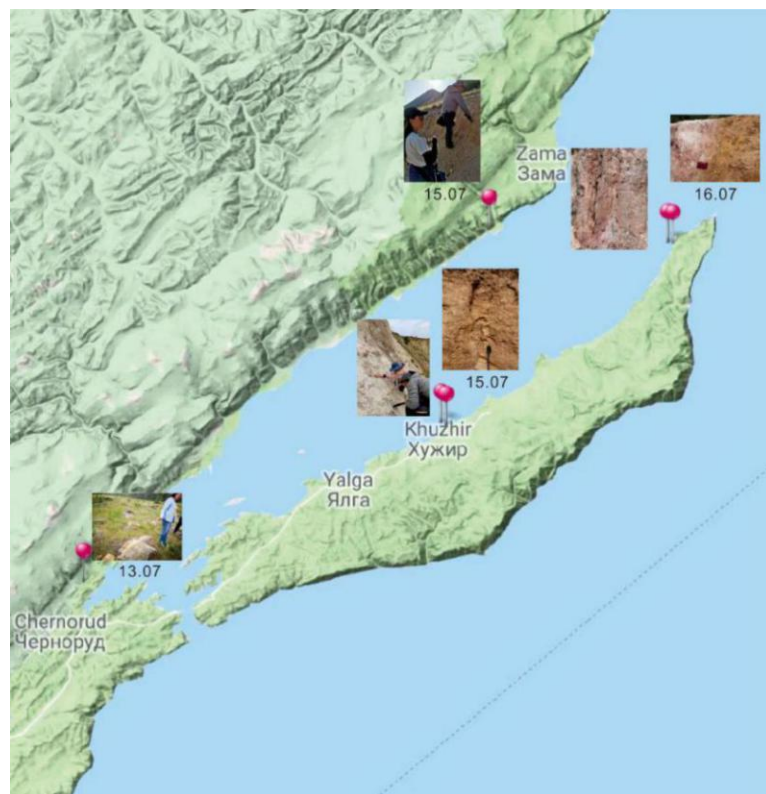 Zama
Зама
15.07
16.07
15.07
Khuzhir
Хужир
Yalga
Ялга
13.07
Chernorud
Черноруд